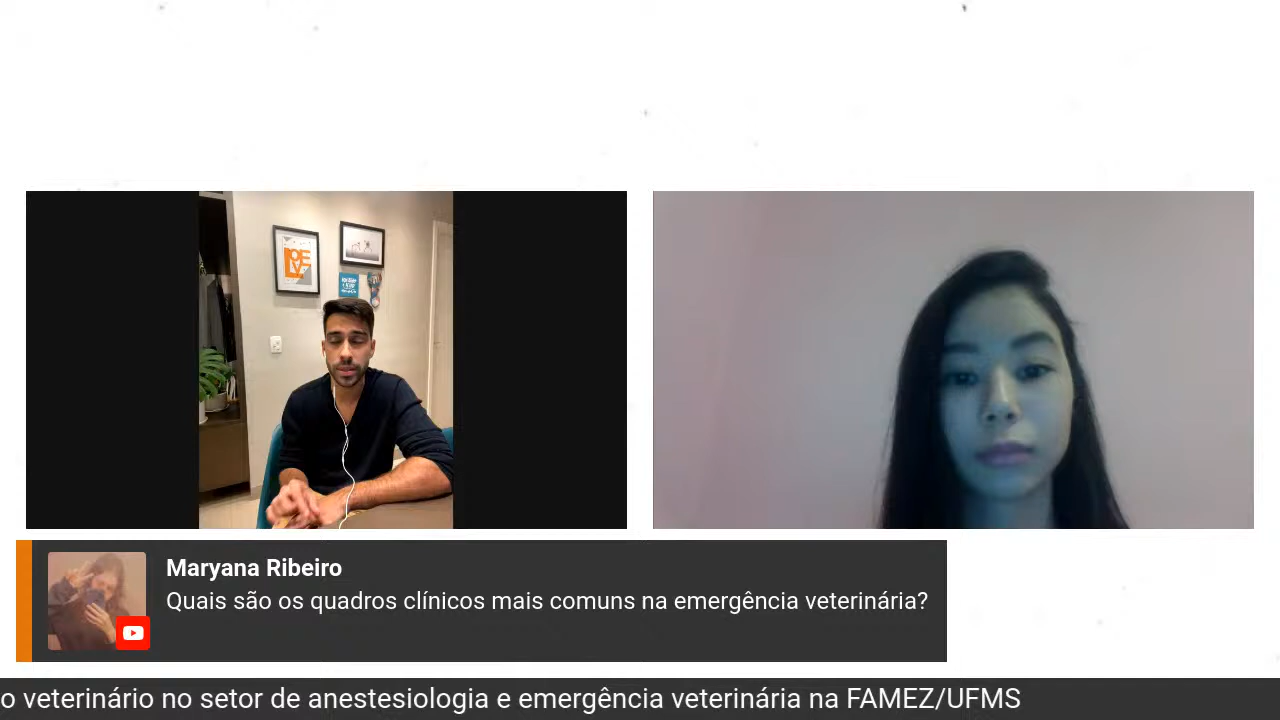 Maryana Ribeiro
Quais são os quadros clínicos mais comuns na emergência veterinária?
o veterinário no setor de anestesiologia e emergência veterinária na FAMEZ/UFMS